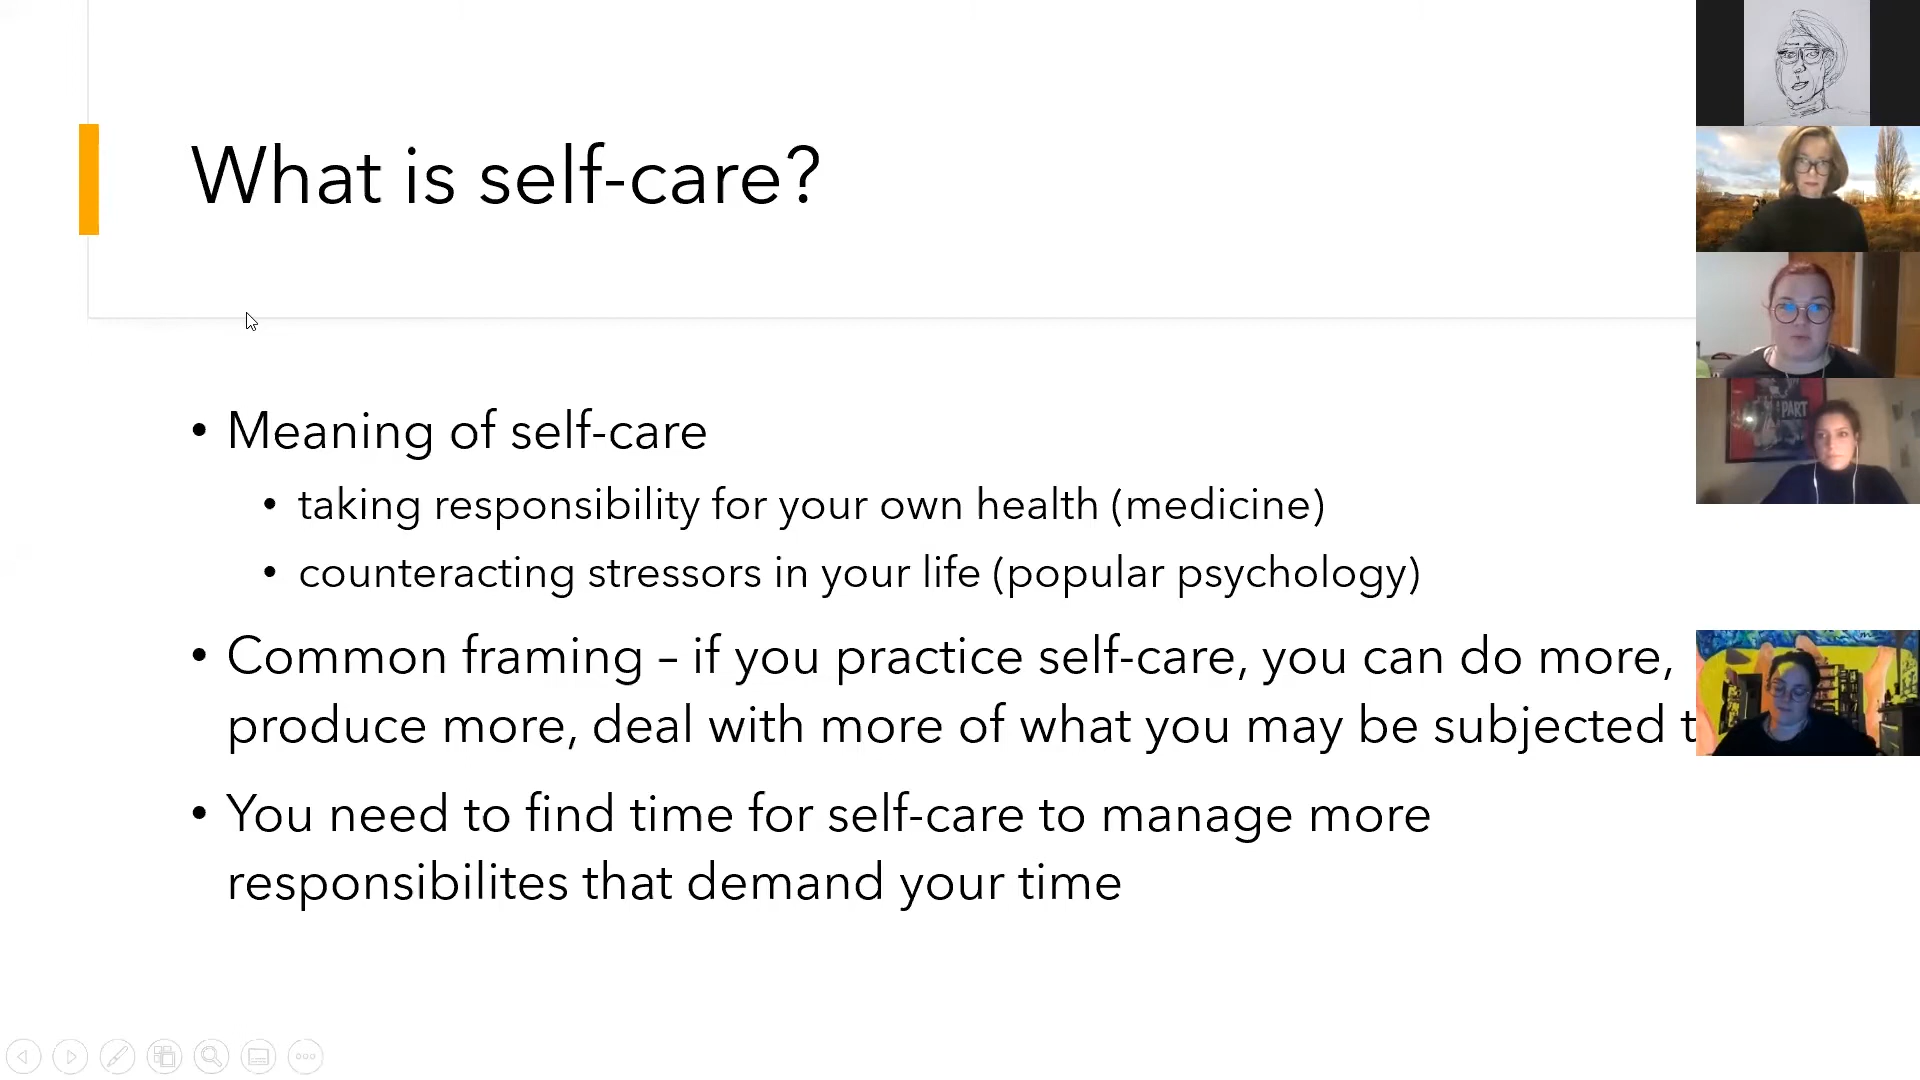 What is self-care?
• Meaning of self-care
• taking responsibility for your own health (medicine)
• counteracting stressors in your life (popular psychology)
• Common framing – if you practice self-care, you can do more,
produce more, deal with more of what you may be subjected t
• You need to find time for self-care to manage more
responsibilites that demand your time
PART